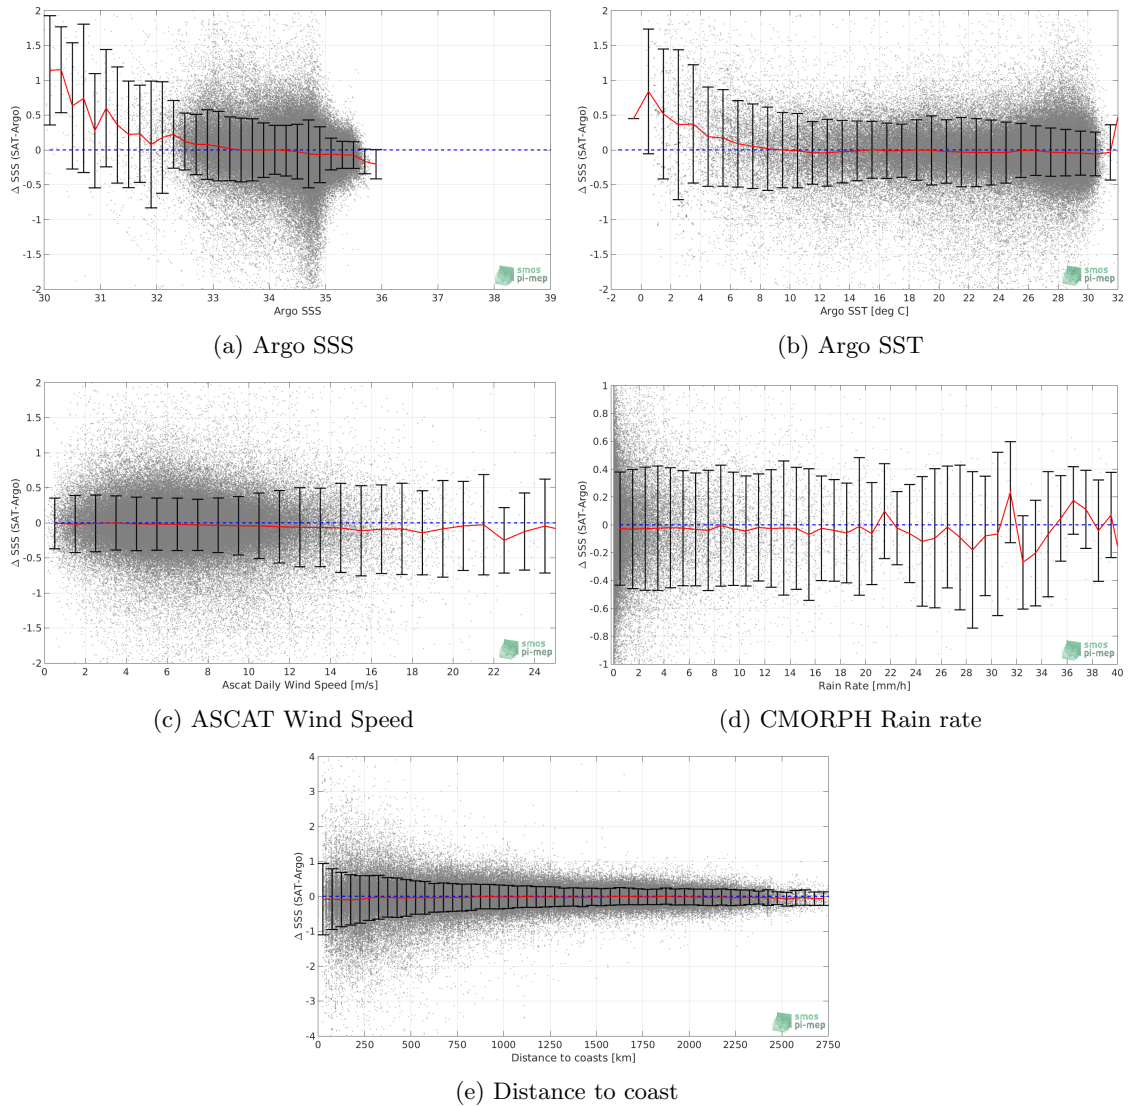 2
1.5
1
0.5
0
-0.5
-1
-1.5
-2
Δ SSS (SAT-Argo)
30 31 32 33 34 35 36 37 38 39
Argo SSS
smos
pi-mep
(a) Argo SSS
2
1.5
1
0.5
0
-0.5
-1
-1.5
-2
Δ SSS (SAT-Argo)
-2 0 2 4 6 8 10 12 14 16 18 20 22 24 26 28 30 32
Argo SST [deg C]
smos
pi-mep
(b) Argo SST
2
1.5
1
0.5
0
-0.5
-1
-1.5
-2
Δ SSS (SAT-Argo)
0 2 4 6 8 10 12 14 16 18 20 22 24
Ascat Daily Wind Speed [m/s]
smos
pi-mep
(c) ASCAT Wind Speed
1
0.8
0.6
0.4
0.2
0
-0.2
-0.4
-0.6
-0.8
-1
Δ SSS (SAT-Argo)
0 2 4 6 8 10 12 14 16 18 20 22 24 26 28 30 32 34 36 38 40
Rain Rate [mm/h]
smos
pi-mep
(d) CMORPH Rain rate
4
3
2
1
0
-1
-2
-3
-4
Δ SSS (SAT-Argo)
0 250 500 750 1000 1250 1500 1750 2000 2250 2500 2750
Distance to coasts [km]
smos
pi-mep
(e) Distance to coast